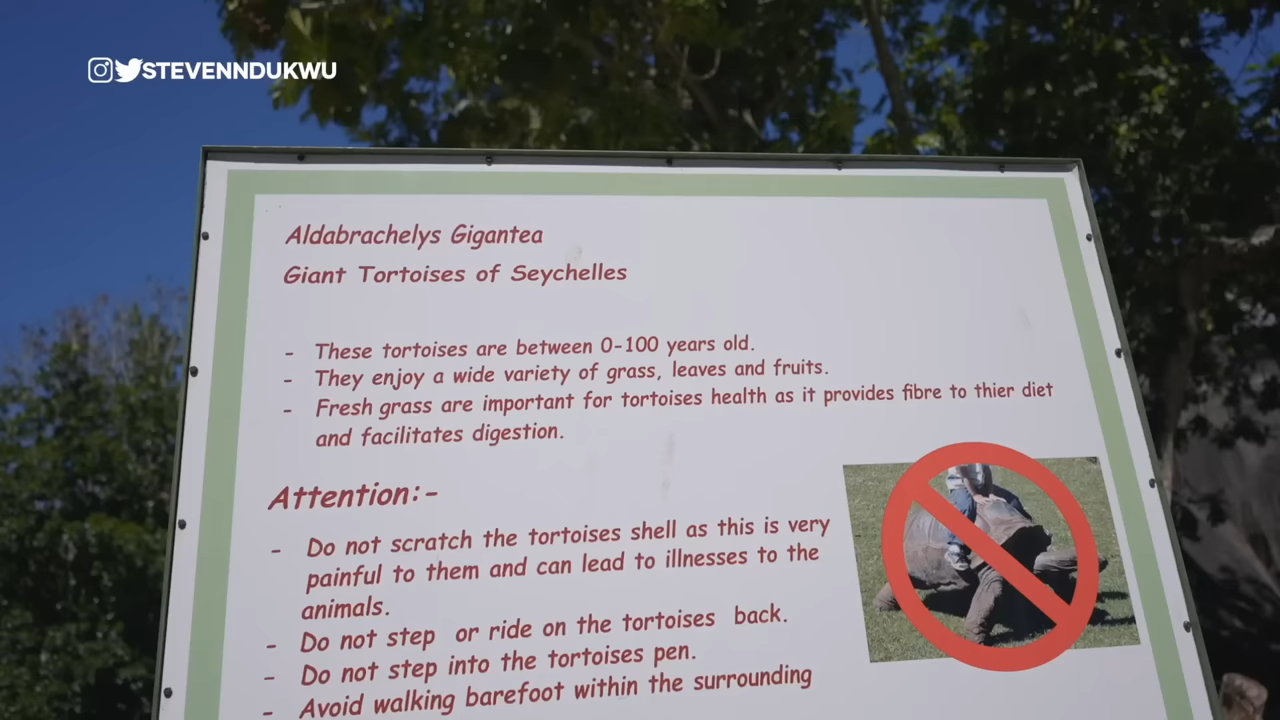 STEVENNDUKWU
Aldabrachelys Gigantea
Giant Tortoises of Seychelles
- These tortoises are between 0-100 years old.
- They enjoy a wide variety of grass, leaves and fruits.
- Fresh grass are important for tortoises health as it provides fibre to thier diet
and facilitates digestion.
Attention:-
- Do not scratch the tortoises shell as this is very
painful to them and can lead to illnesses to the
animals.
- Do not step or ride on the tortoises back.
- Do not step into the tortoises pen.
- Avoid walking barefoot within the surrounding